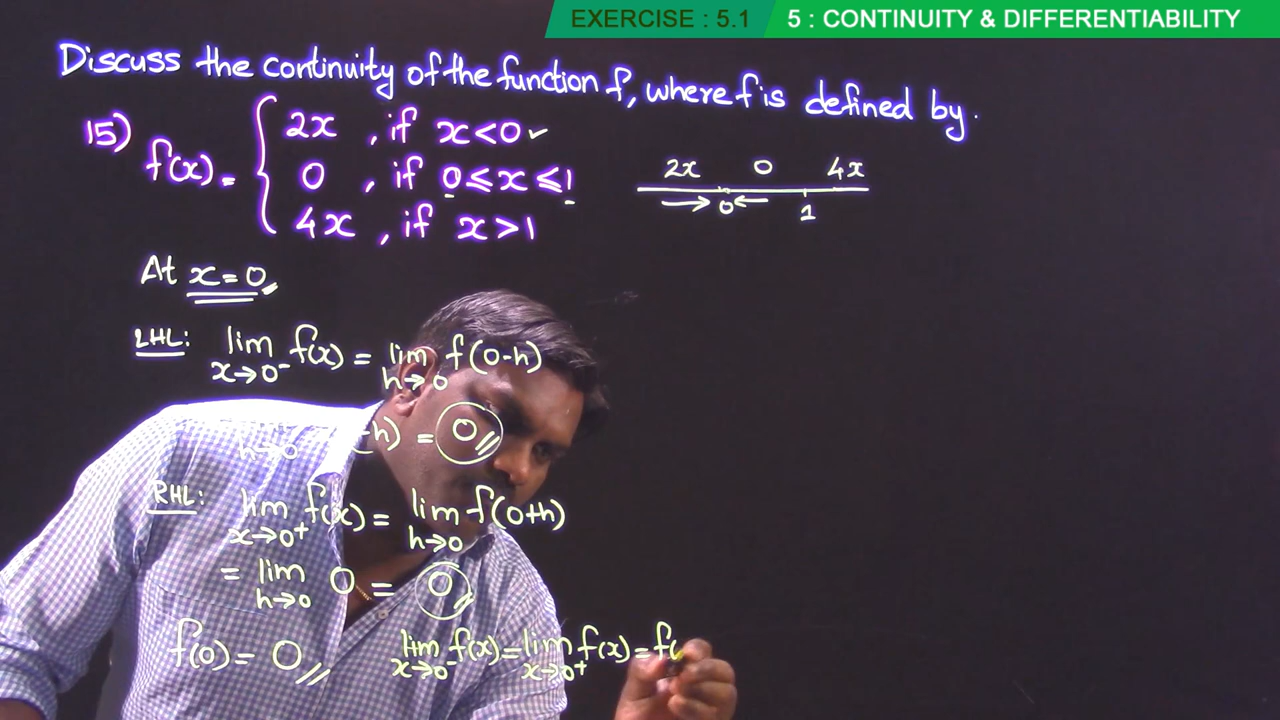 EXERCISE : 5.1 5 : CONTINUITY & DIFFERENTIABILITY
Discuss the continuity of the function f, where f is defined by.
15) f(x) = { 2x , if x < 0 ✓
0 , if 0 ≤ x ≤ 1
4x , if x > 1
2x 0 4x
→ 0 ← 1
At x = 0
LHL: lim x→0⁻ f(x) = lim h→0 f(0-h)
h→0 -h) = 0
RHL: lim x→0⁺ f(x) = lim h→0 f(0+h)
= lim h→0 0 = 0
f(0) = 0 lim x→0⁻ f(x) = lim x→0⁺ f(x) = f(